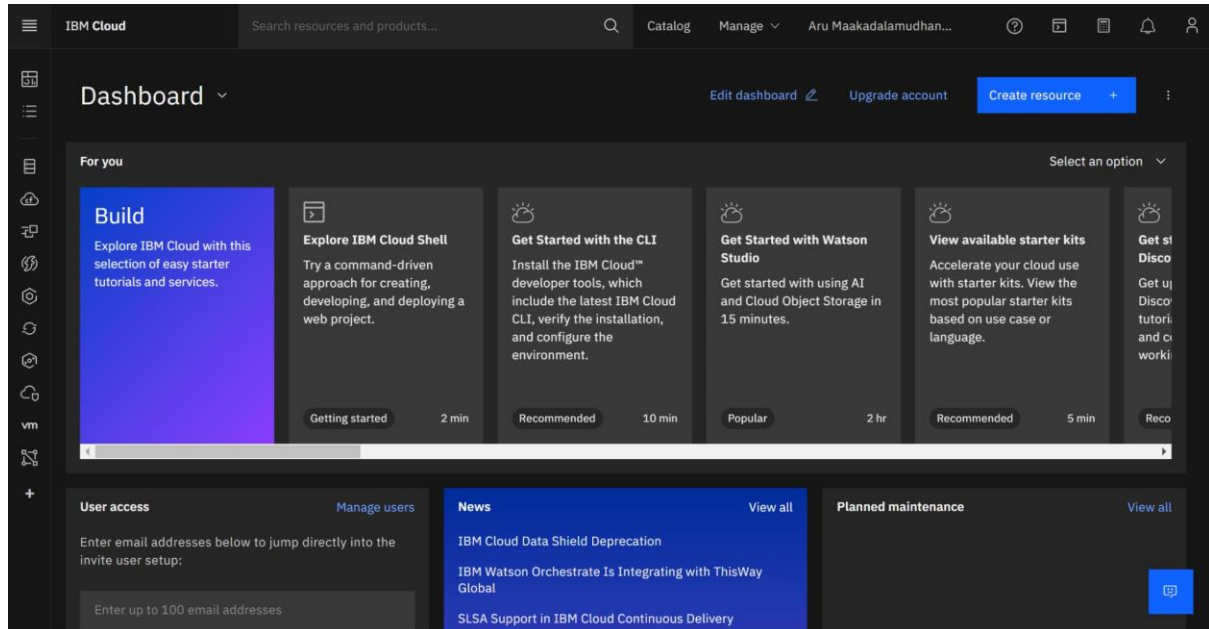 IBM Cloud
Search resources and products...
Catalog
Manage
Aru Maakadalamudhan...
Dashboard
Edit dashboard
Upgrade account
Create resource +
For you
Select an option
Build
Explore IBM Cloud with this
selection of easy starter
tutorials and services.
Explore IBM Cloud Shell
Try a command-driven
approach for creating,
developing, and deploying a
web project.
Getting started
2 min
Get Started with the CLI
Install the IBM Cloud™
developer tools, which
include the latest IBM Cloud
CLI, verify the installation,
and configure the
environment.
Recommended
10 min
Get Started with Watson
Studio
Get started with using AI
and Cloud Object Storage in
15 minutes.
Popular
2 hr
View available starter kits
Accelerate your cloud use
with starter kits. View the
most popular starter kits
based on use case or
language.
Recommended
5 min
Get
Disco
Get
Disco
tutori
and
worki
Reco
vm
User access
Manage users
Enter email addresses below to jump directly into the
invite user setup:
Enter up to 100 email addresses
News
View all
IBM Cloud Data Shield Deprecation
IBM Watson Orchestrate Is Integrating with ThisWay
Global
SLSA Support in IBM Cloud Continuous Delivery
Planned maintenance
View all